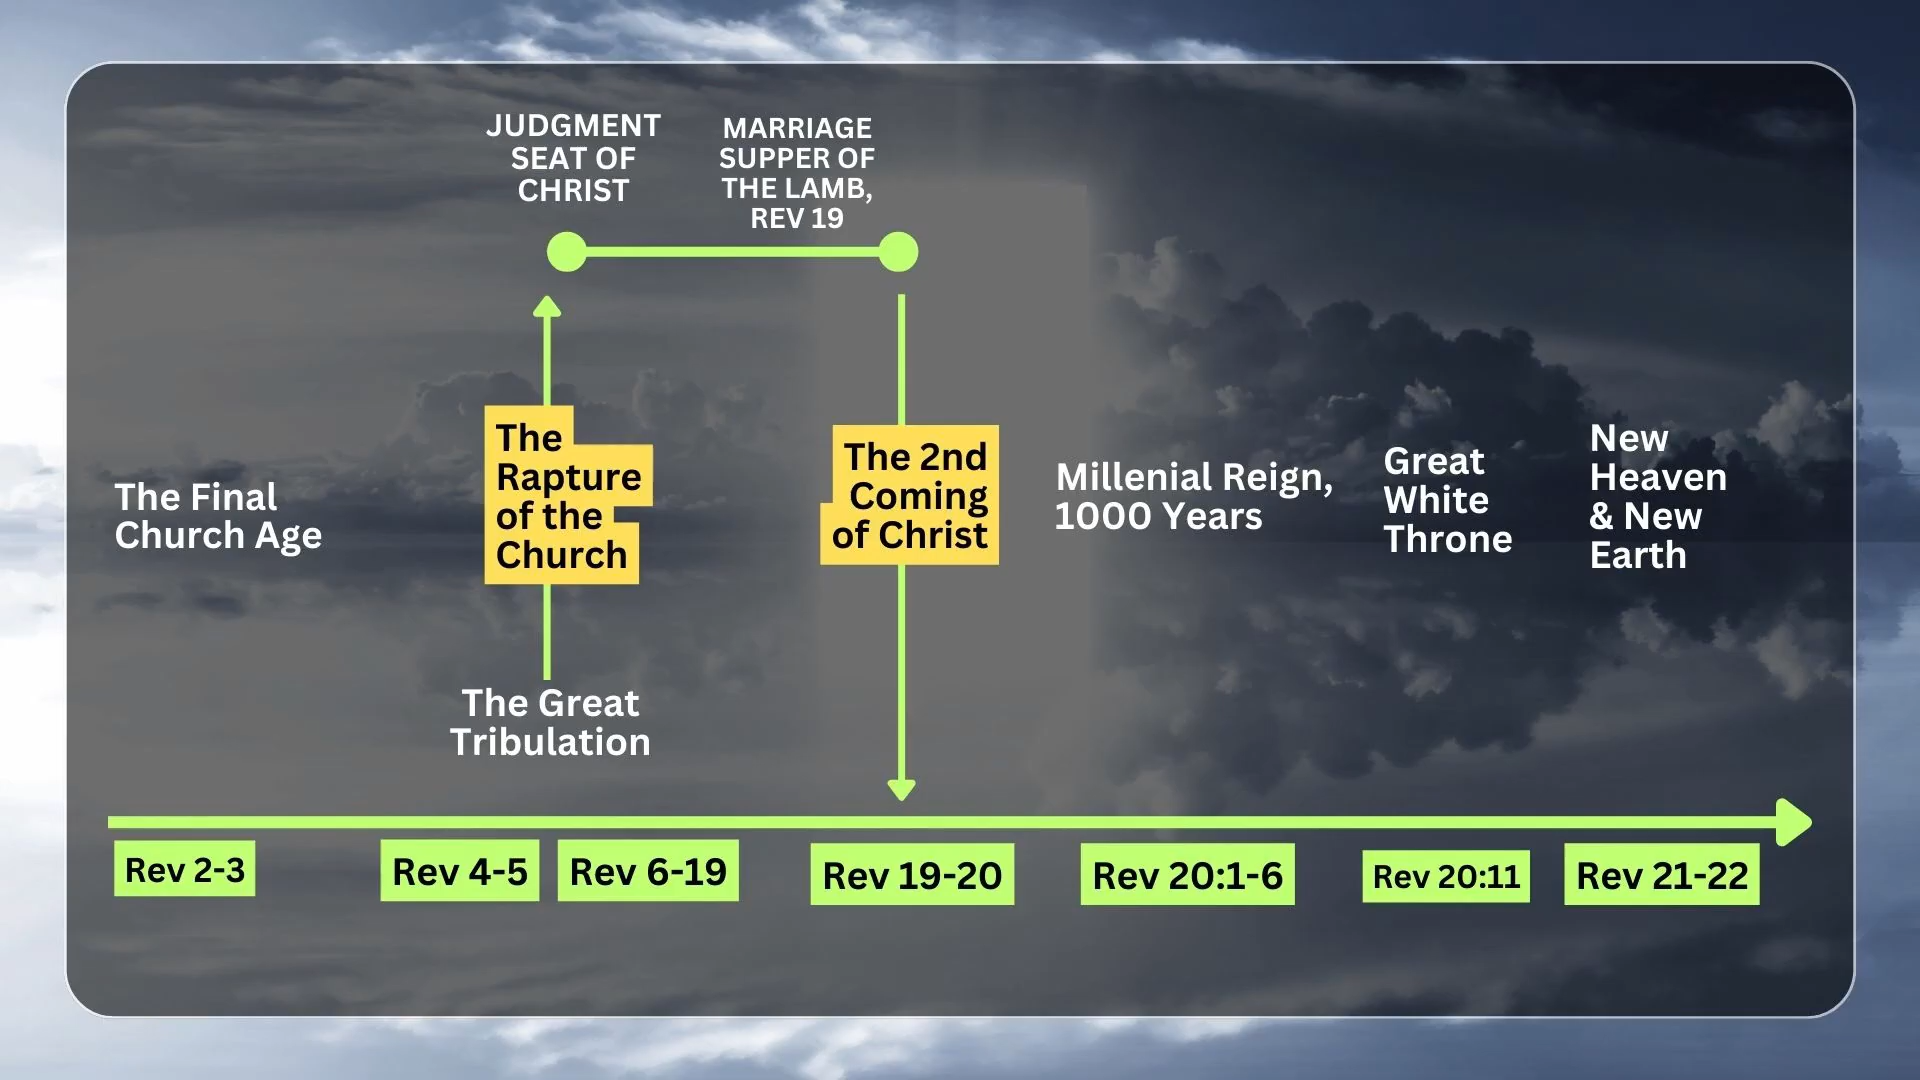 JUDGMENT
SEAT OF
CHRIST
MARRIAGE
SUPPER OF
THE LAMB,
REV 19
The Final
Church Age
The
Rapture
of the
Church
The Great
Tribulation
The 2nd
Coming
of Christ
Millenial Reign,
1000 Years
Great
White
Throne
New
Heaven
& New
Earth
Rev 2-3
Rev 4-5
Rev 6-19
Rev 19-20
Rev 20:1-6
Rev 20:11
Rev 21-22